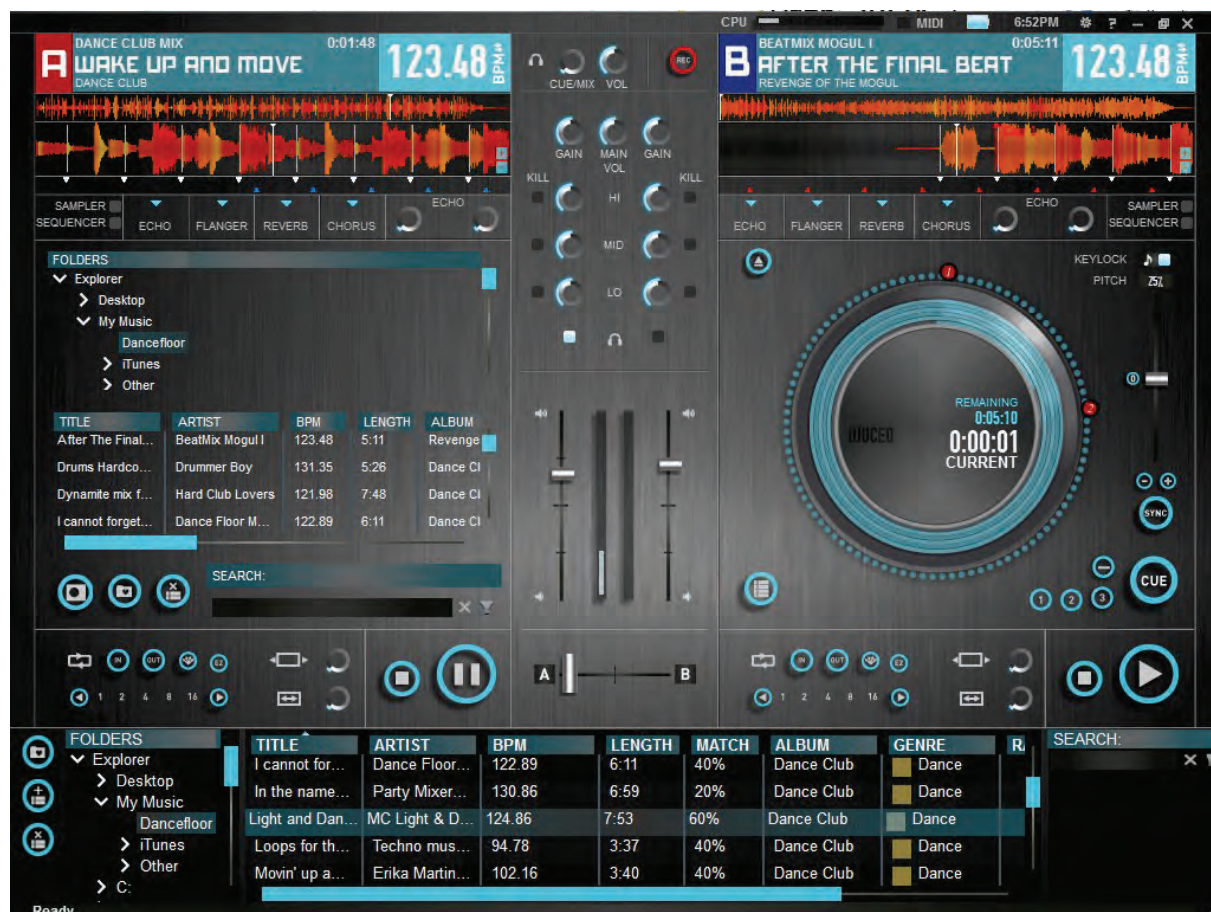 CPU MIDI 6:52PM ?
A DANCE CLUB MIX 0:01:48
WAKE UP AND MOVE 123.48 BPM
DANCE CLUB
CUE/MIX VOL REC
B BEATMIX MOGUL I 0:05:11
AFTER THE FINAL BEAT 123.48 BPM
REVENGE OF THE MOGUL
GAIN MAIN VOL GAIN
KILL HI KILL
MID
LO
SAMPLER
SEQUENCER ECHO FLANGER REVERB CHORUS ECHO
ECHO FLANGER REVERB CHORUS ECHO SAMPLER
SEQUENCER
FOLDERS
Explorer
Desktop
My Music
Dancefloor
iTunes
Other
TITLE ARTIST BPM LENGTH ALBUM
After The Final... BeatMix Mogul I 123.48 5:11 Revenge
Drums Hardco... Drummer Boy 131.35 5:26 Dance Cl
Dynamite mix f... Hard Club Lovers 121.98 7:48 Dance Cl
I cannot forget... Dance Floor M... 122.89 6:11 Dance Cl
SEARCH:
KEYLOCK
PITCH 25%
1
0
2
REMAINING
0:05:10
0:00:01
CURRENT
SYNC
CUE
1 2 3
IN OUT EZ
1 2 4 8 16
A B
IN OUT EZ
1 2 4 8 16
FOLDERS
Explorer
Desktop
My Music
Dancefloor
iTunes
Other
C:
TITLE ARTIST BPM LENGTH MATCH ALBUM GENRE
I cannot for... Dance Floor... 122.89 6:11 40% Dance Club Dance
In the name... Party Mixer... 130.86 6:59 20% Dance Club Dance
Light and Dan... MC Light & D... 124.86 7:53 60% Dance Club Dance
Loops for th... Techno mus... 94.78 3:37 40% Dance Club Dance
Movin' up a... Erika Martin... 102.16 3:40 40% Dance Club Dance
SEARCH:
Ready